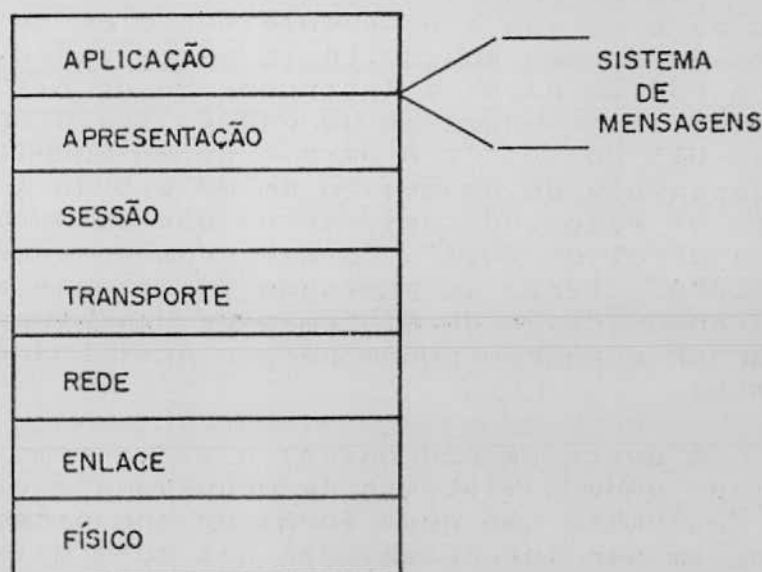 APLICAÇÃO
APRESENTAÇÃO
SESSÃO
TRANSPORTE
REDE
ENLACE
FÍSICO
SISTEMA
DE
MENSAGENS